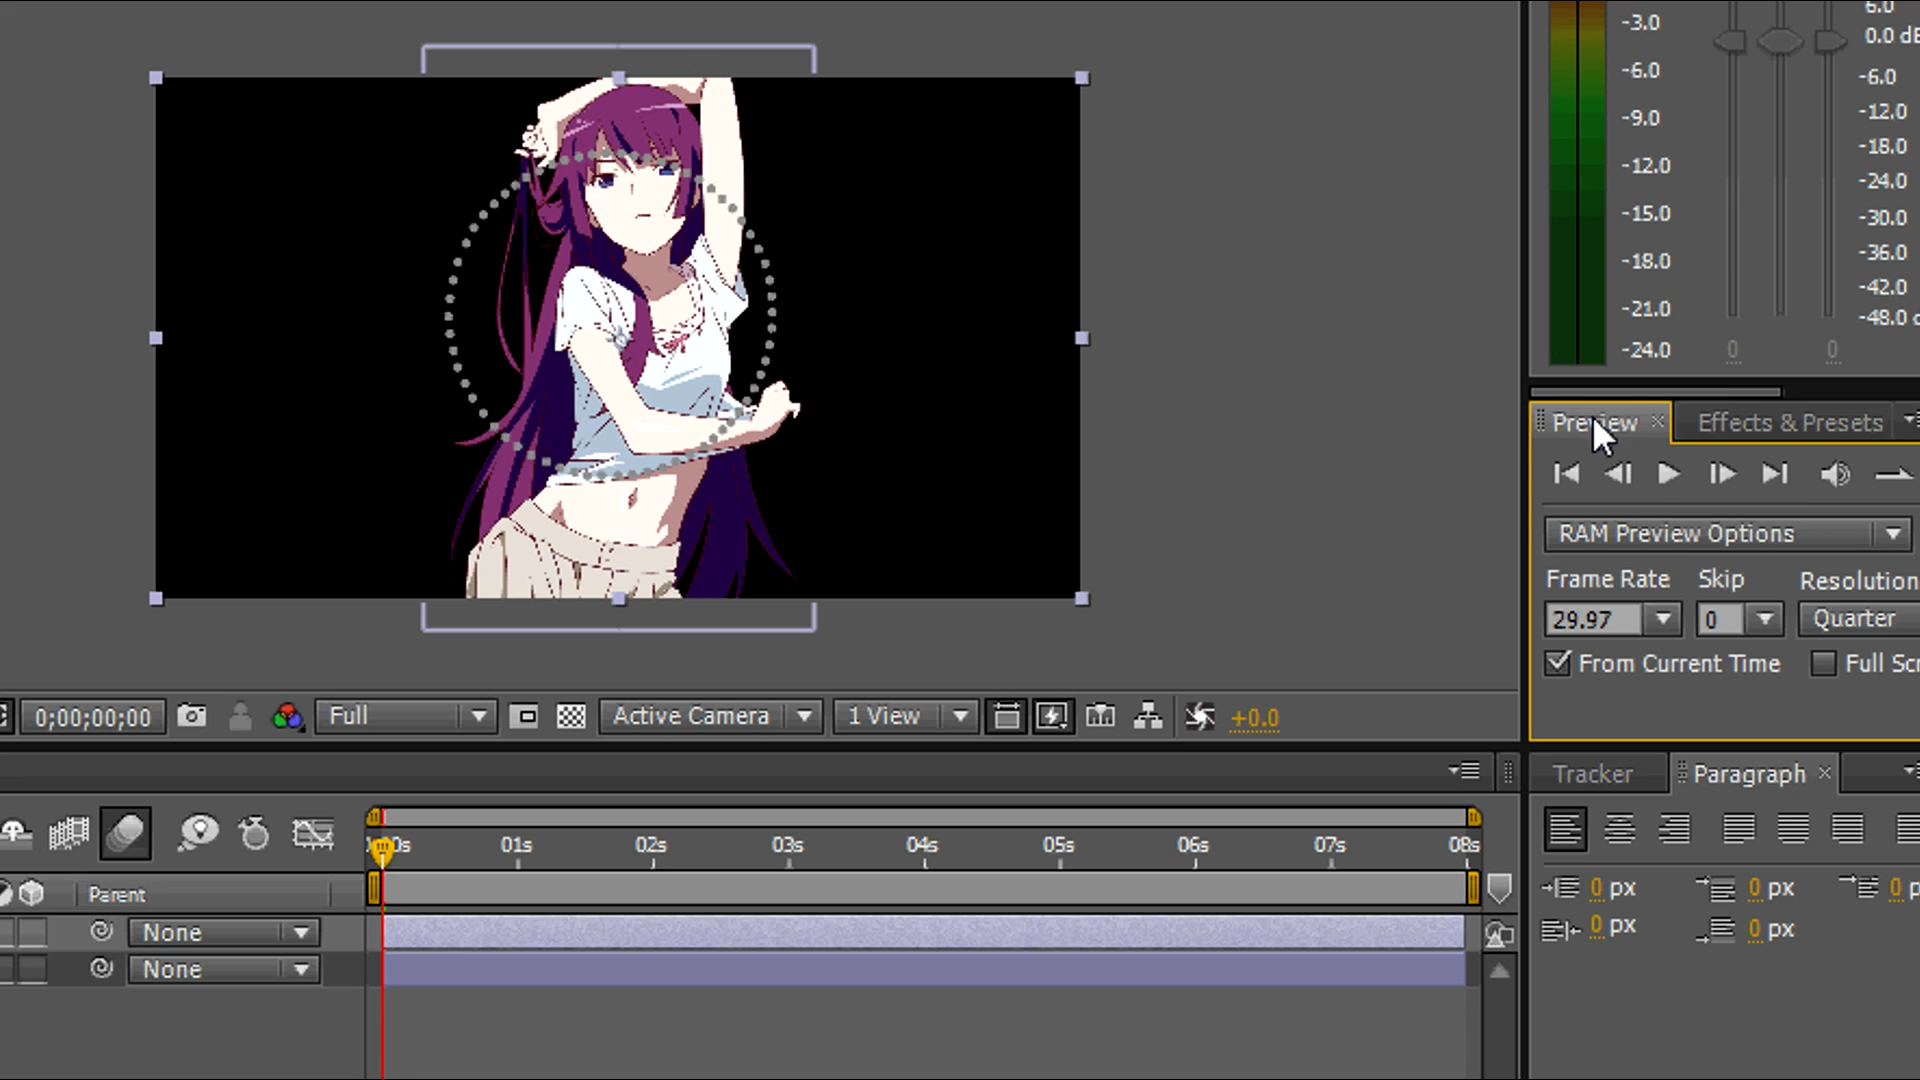 6.0
-3.0
0.0 dB
-6.0
-6.0
-9.0
-12.0
-12.0
-18.0
-15.0
-24.0
-18.0
-30.0
-36.0
-21.0
-42.0
-48.0
-24.0
0
0
Preview
Effects & Presets
RAM Preview Options
Frame Rate
Skip
Resolution
29.97
0
Quarter
From Current Time
Full Scr
0;00;00;00
Full
Active Camera
1 View
+0.0
Tracker
Paragraph
0s
01s
02s
03s
04s
05s
06s
07s
08s
Parent
0 px
0 px
0 p
None
0 px
0 px
None